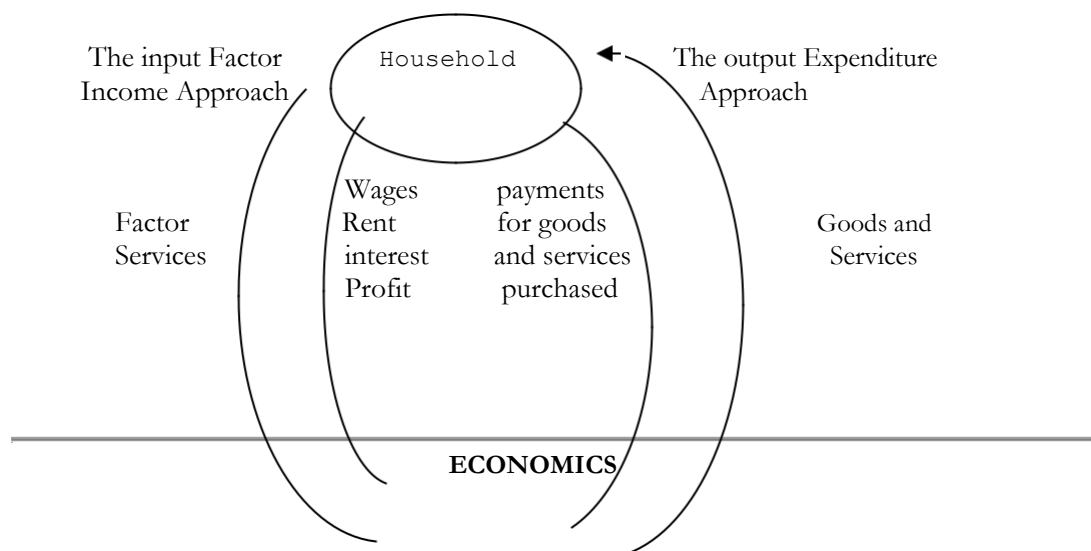 The input Factor
Income Approach
Household
The output Expenditure
Approach
Factor
Services
Wages
Rent
interest
Profit
payments
for goods
and services
purchased
Goods and
Services
ECONOMICS